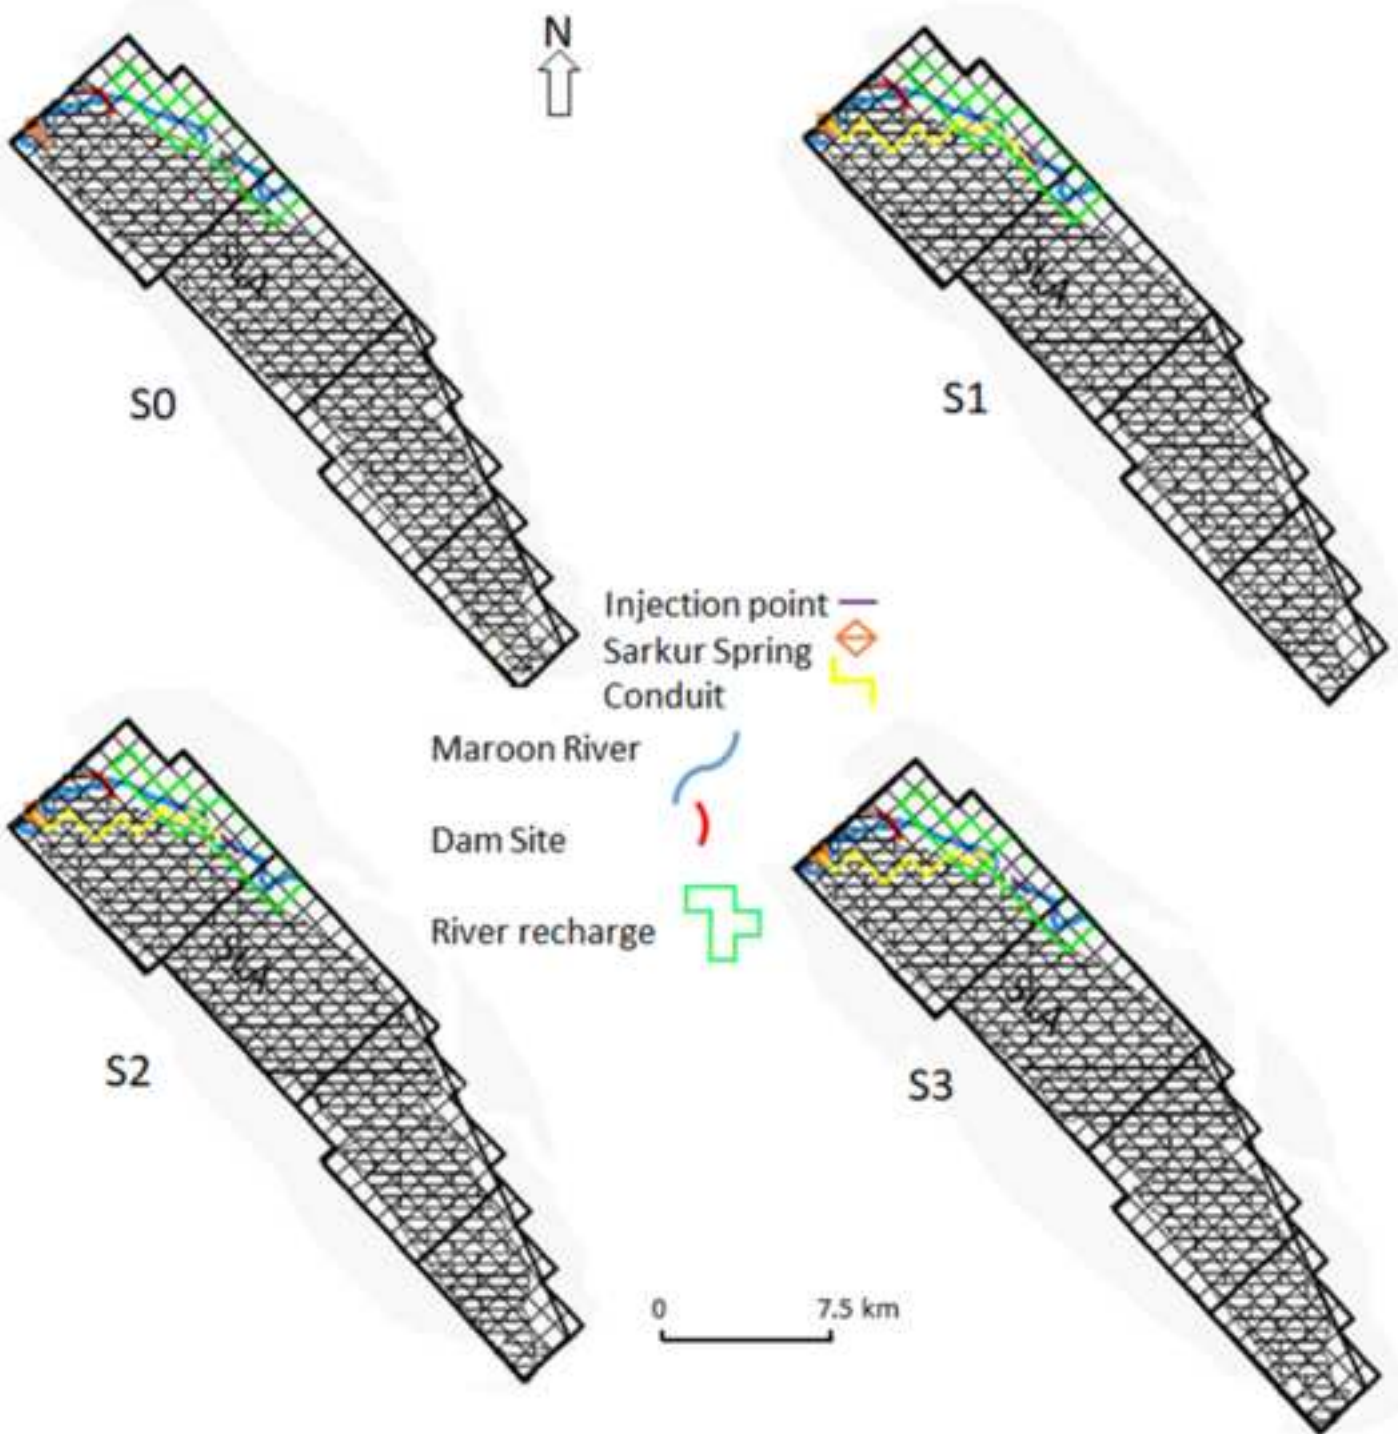 N
S0
S1
Injection point
Sarkur Spring
Conduit
Maroon River
Dam Site
River recharge
S2
S3
0 7.5 km